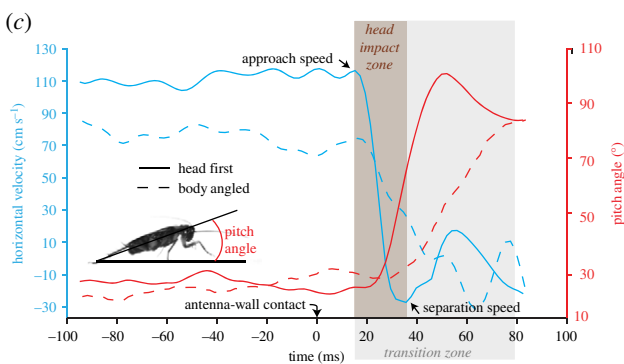 (c)
130
110
90
70
50
30
10
−10
−30
horizontal velocity (cm s−1)
approach speed
head
impact
zone
head first
body angled
pitch
angle
antenna-wall contact
separation speed
110
90
70
50
30
10
pitch angle (°)
−100 −80 −60 −40 −20 0 20 40 60 80 100
time (ms)
transition zone